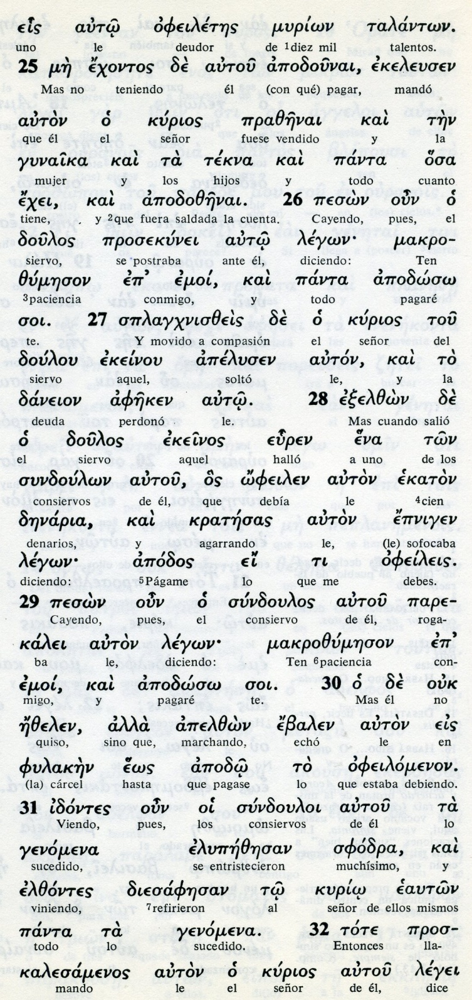 εἷς αὐτῷ ὀφειλέτης μυρίων ταλάντων.
uno le deudor de ¹diez mil talentos.
25 μὴ ἔχοντος δὲ αὐτοῦ ἀποδοῦναι, ἐκελευσεν
Mas no teniendo él (con qué) pagar, mandó
αὐτὸν ὁ κύριος πραθῆναι καὶ τὴν
que él el señor fuese vendido y la
γυναῖκα καὶ τὰ τέκνα καὶ πάντα ὅσα
mujer y los hijos y todo cuanto
ἔχει, καὶ ἀποδοθῆναι. 26 πεσὼν οὖν ὁ
tiene, y ²que fuera saldada la cuenta. Cayendo, pues, el
δοῦλος προσεκύνει αὐτῷ λέγων· μακρο-
siervo, se postraba ante él, diciendo: Ten
θύμησον ἐπ' ἐμοί, καὶ πάντα ἀποδώσω
³paciencia conmigo, y todo pagaré
σοι. 27 σπλαγχνισθεὶς δὲ ὁ κύριος τοῦ
te. Y movido a compasión el señor del
δούλου ἐκείνου ἀπέλυσεν αὐτόν, καὶ τὸ
siervo aquel, soltó le, y la
δάνειον ἀφῆκεν αὐτῷ. 28 ἐξελθὼν δὲ
deuda perdonó le. Mas cuando salió
ὁ δοῦλος ἐκεῖνος εὗρεν ἕνα τῶν
el siervo aquel halló a uno de los
συνδούλων αὐτοῦ, ὃς ὤφειλεν αὐτὸν ἑκατὸν
consiervos de él, que debía le ⁴cien
δηνάρια, καὶ κρατήσας αὐτὸν ἔπνιγεν
denarios, y agarrando le, (le) sofocaba
λέγων· ἀπόδος εἴ τι ὀφείλεις.
diciendo: ⁵Págame lo que me debes.
29 πεσὼν οὖν ὁ σύνδουλος αὐτοῦ παρε-
Cayendo, pues, el consiervo de él, roga-
κάλει αὐτὸν λέγων· μακροθύμησον ἐπ'
ba le, diciendo: Ten ⁶paciencia con-
ἐμοί, καὶ ἀποδώσω σοι. 30 ὁ δὲ οὐκ
migo, y pagaré te. Mas él no
ἤθελεν, ἀλλὰ ἀπελθὼν ἔβαλεν αὐτὸν εἰς
quiso, sino que, marchando, echó le en
φυλακὴν ἕως ἀποδῷ τὸ ὀφειλόμενον.
(la) cárcel hasta que pagase lo que estaba debiendo.
31 ἰδόντες οὖν οἱ σύνδουλοι αὐτοῦ τὰ
Viendo, pues, los consiervos de él lo
γενόμενα ἐλυπήθησαν σφόδρα, καὶ
sucedido, se entristecieron muchísimo, y
ἐλθόντες διεσάφησαν τῷ κυρίῳ ἑαυτῶν
viniendo, ⁷refirieron al señor de ellos mismos
πάντα τὰ γενόμενα. 32 τότε προσ-
todo lo sucedido. Entonces lla-
καλεσάμενος αὐτὸν ὁ κύριος αὐτοῦ λέγει
mando le el señor de él, dice